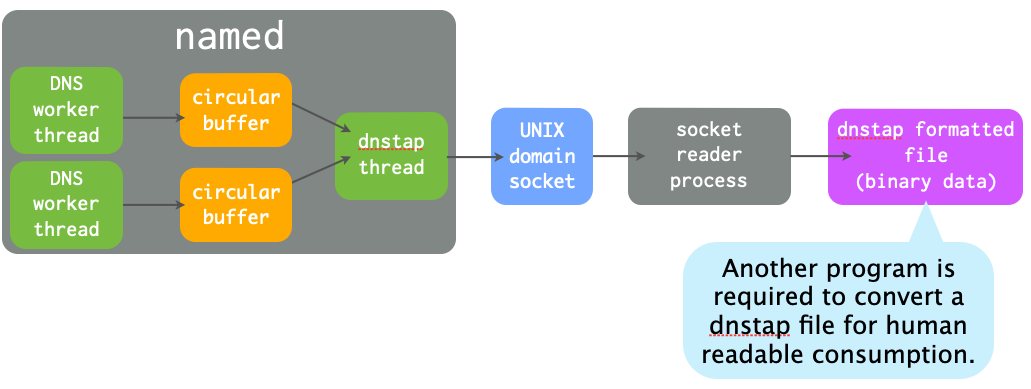 named
DNS
worker
thread
circular
buffer
DNS
worker
thread
circular
buffer
dnstap
thread
UNIX
domain
socket
socket
reader
process
dnstap formatted
file
(binary data)
Another program is
required to convert a
dnstap file for human
readable consumption.